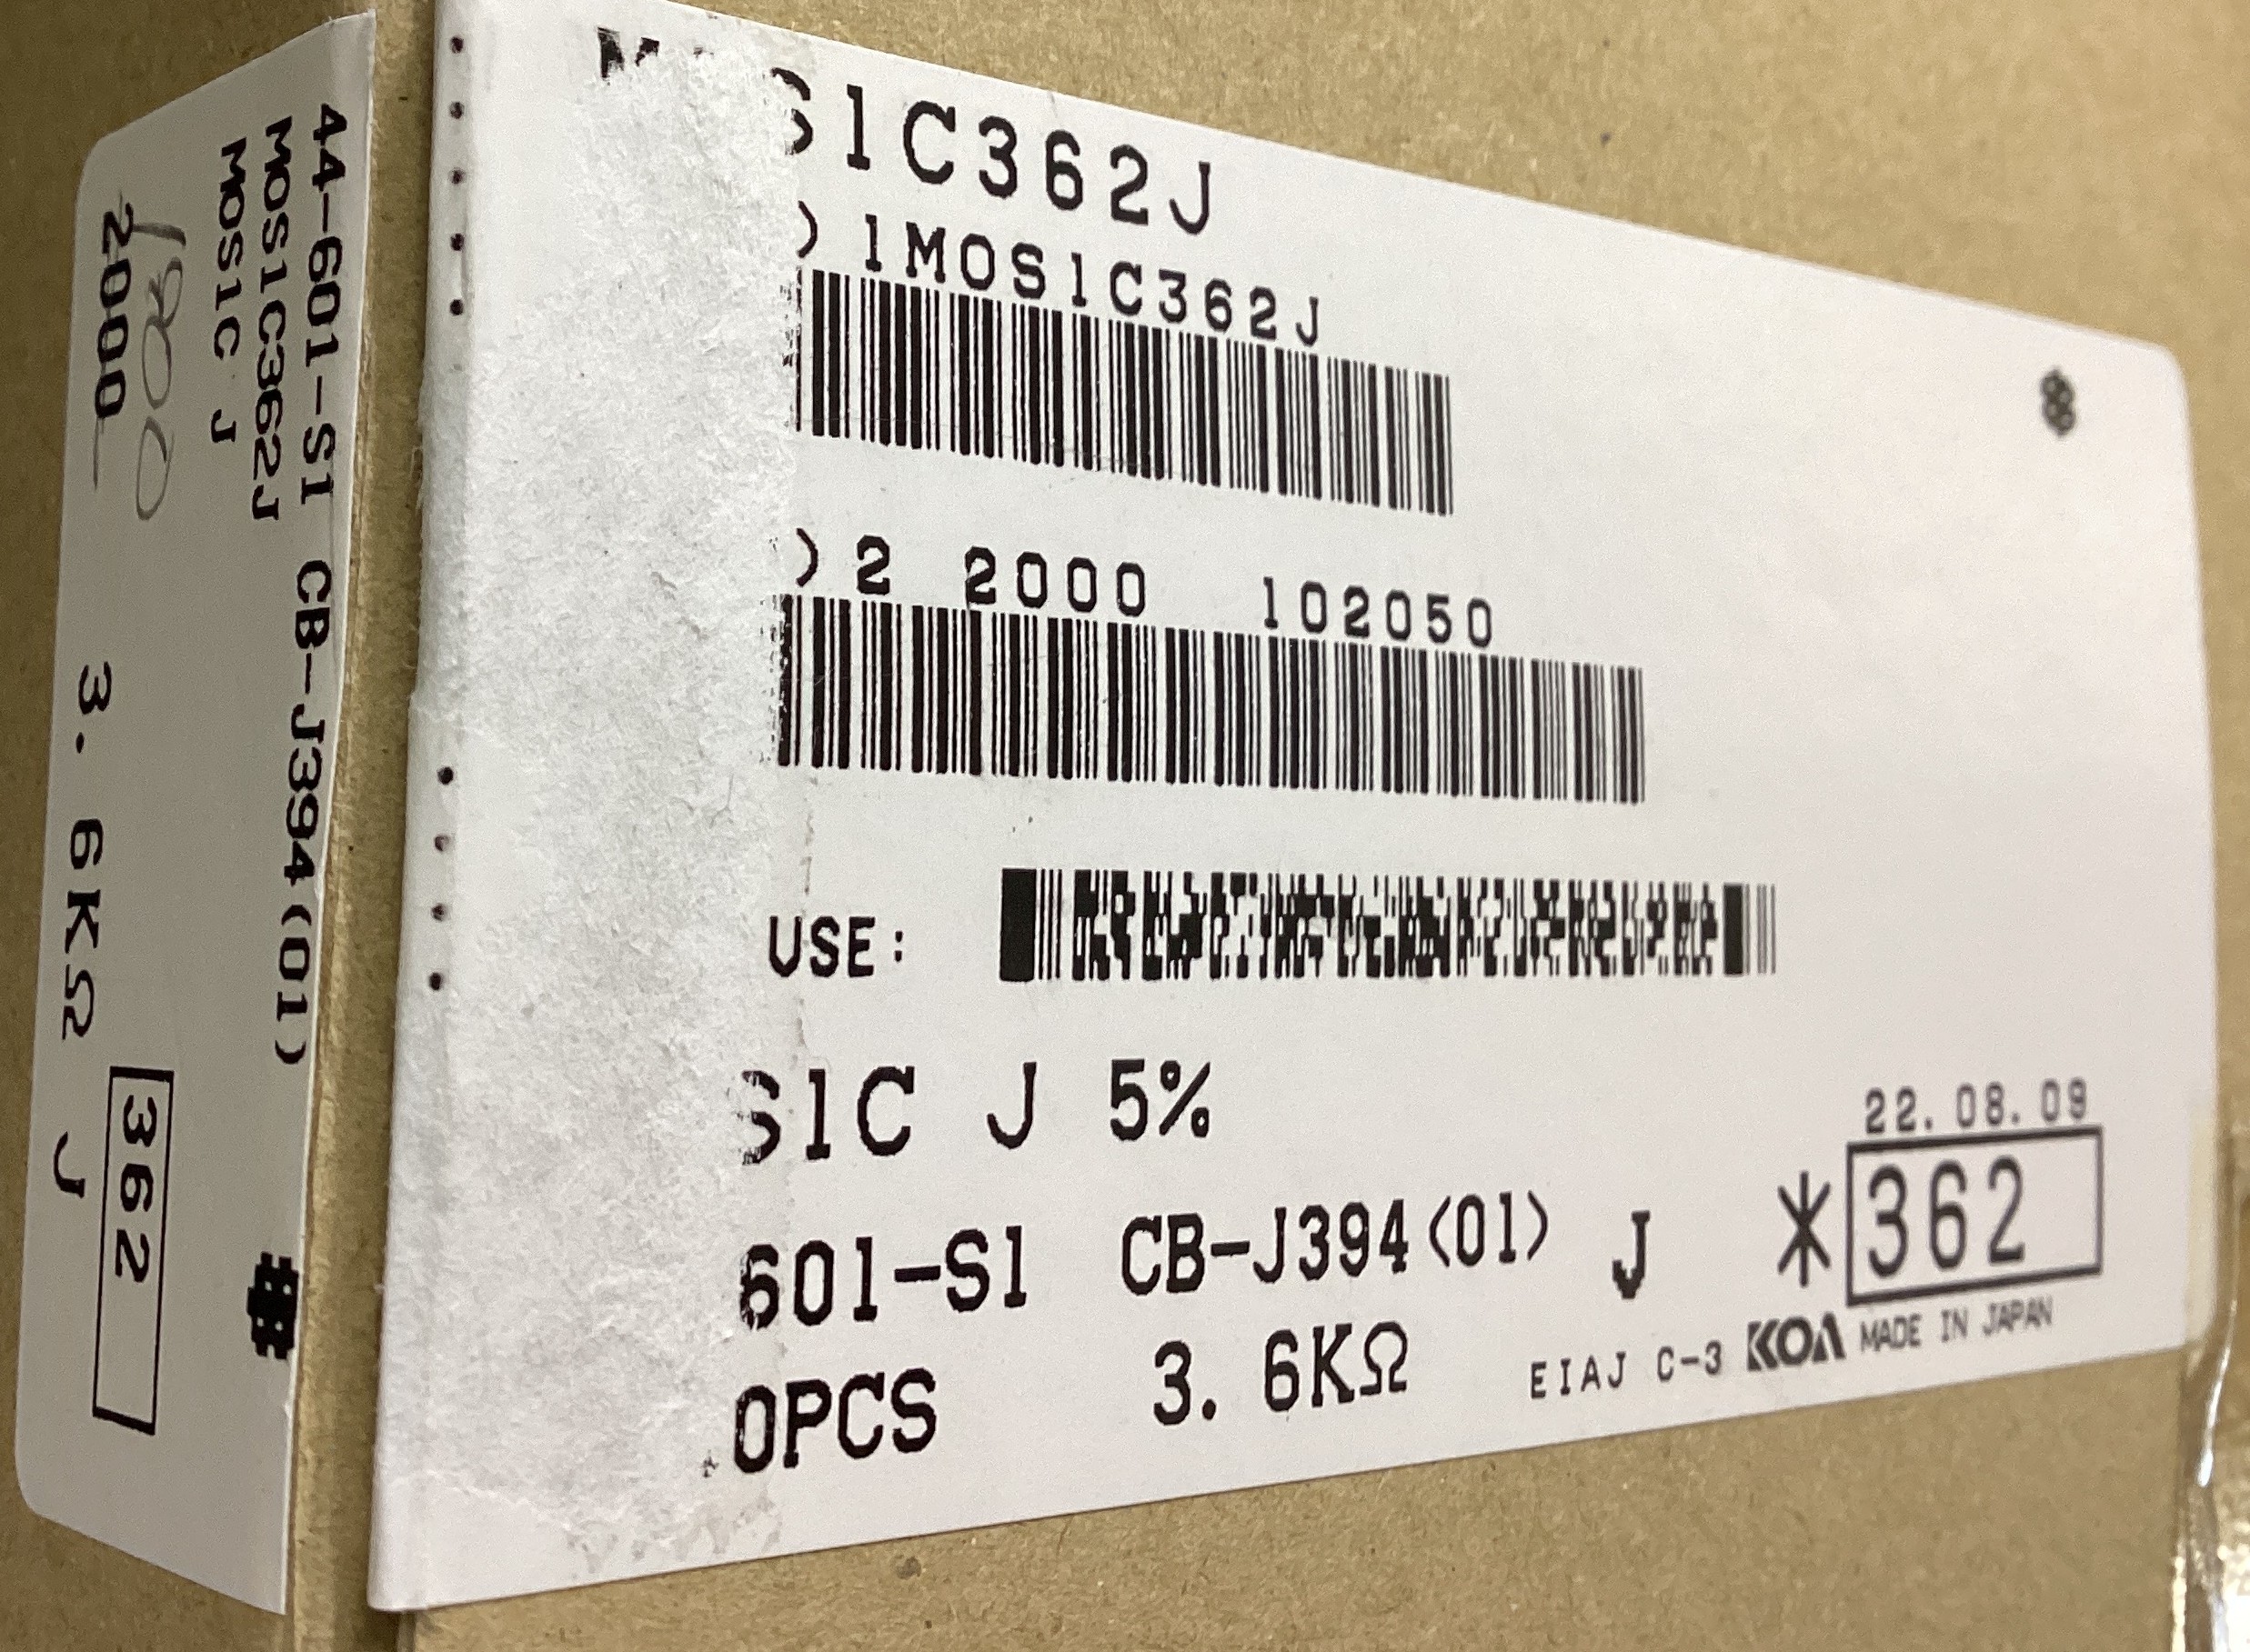 44-601-S1 CB-J394(01)
MOS1C362J
MOS1C J
1900
2000 3. 6KΩ J
362
S1C362J
)1MOS1C362J
)2 2000 102050
USE:
S1C J 5%
22.08.09
601-S1 CB-J394(01) J *362
0PCS 3. 6KΩ EIAJ C-3 KOA MADE IN JAPAN